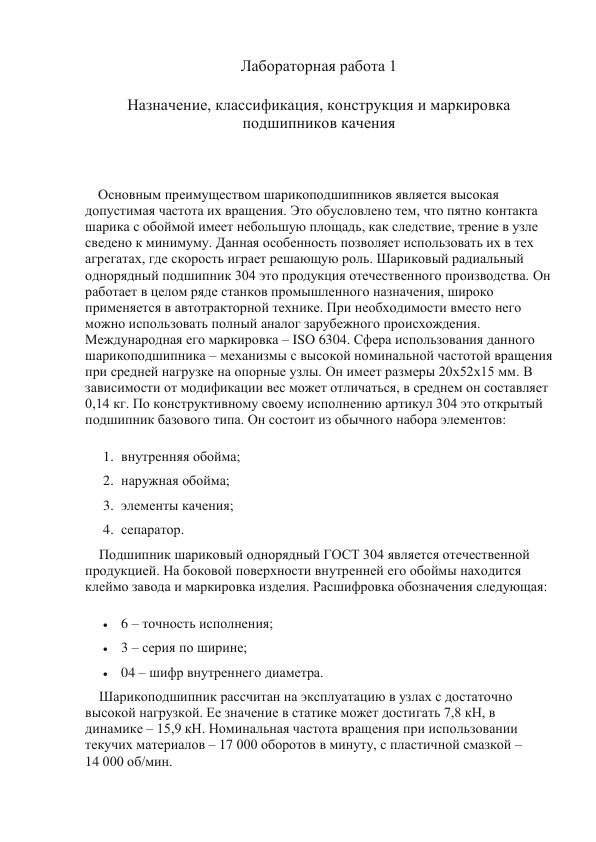 Лабораторная работа 1
Назначение, классификация, конструкция и маркировка
подшипников качения
Основным преимуществом шарикоподшипников является высокая
допустимая частота их вращения. Это обусловлено тем, что пятно контакта
шарика с обоймой имеет небольшую площадь, как следствие, трение в узле
сведено к минимуму. Данная особенность позволяет использовать их в тех
агрегатах, где скорость играет решающую роль. Шариковый радиальный
однорядный подшипник 304 это продукция отечественного производства. Он
работает в целом ряде станков промышленного назначения, широко
применяется в автотракторной технике. При необходимости вместо него
можно использовать полный аналог зарубежного происхождения.
Международная его маркировка – ISO 6304. Сфера использования данного
шарикоподшипника – механизмы с высокой номинальной частотой вращения
при средней нагрузке на опорные узлы. Он имеет размеры 20х52х15 мм. В
зависимости от модификации вес может отличаться, в среднем он составляет
0,14 кг. По конструктивному своему исполнению артикул 304 это открытый
подшипник базового типа. Он состоит из обычного набора элементов:
1. внутренняя обойма;
2. наружная обойма;
3. элементы качения;
4. сепаратор.
Подшипник шариковый однорядный ГОСТ 304 является отечественной
продукцией. На боковой поверхности внутренней его обоймы находится
клеймо завода и маркировка изделия. Расшифровка обозначения следующая:
• 6 – точность исполнения;
• 3 – серия по ширине;
• 04 – шифр внутреннего диаметра.
Шарикоподшипник рассчитан на эксплуатацию в узлах с достаточно
высокой нагрузкой. Ее значение в статике может достигать 7,8 кН, в
динамике – 15,9 кН. Номинальная частота вращения при использовании
текучих материалов – 17 000 оборотов в минуту, с пластичной смазкой –
14 000 об/мин.